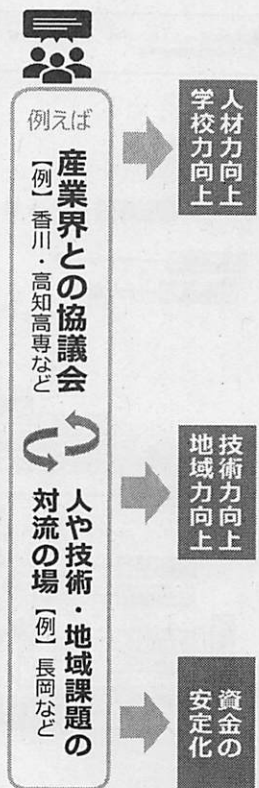 例えば
産業界との協議会
【例】香川・高知高専など
人や技術・地域課題の
対流の場【例】長岡など
人材力向上
学校力向上
技術力向上
地域力向上
資金の
安定化